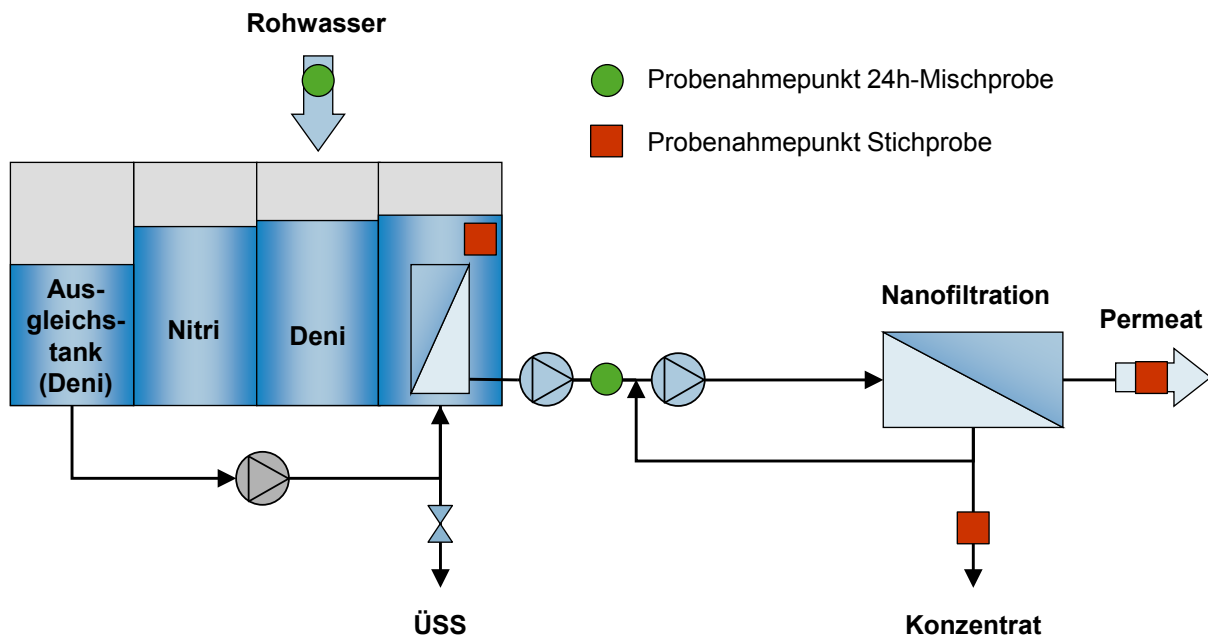 Rohwasser
Probenahmepunkt 24h-Mischprobe
Probenahmepunkt Stichprobe
Aus-
gleichs-
tank
(Deni)
Nitri
Deni
Nanofiltration
Permeat
ÜSS
Konzentrat